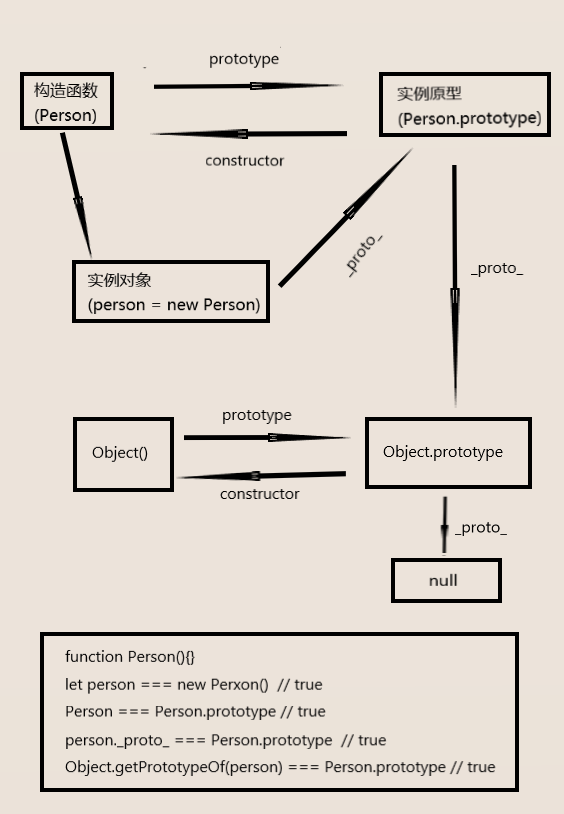 prototype
构造函数
(Person)
实例原型
(Person.prototype)
constructor
_proto_
_proto_
实例对象
(person = new Person)
prototype
Object()
Object.prototype
constructor
_proto_
null
function Person(){}
let person === new Perxon()  // true
Person === Person.prototype // true
person._proto_ === Person.prototype  // true
Object.getPrototypeOf(person) === Person.prototype // true